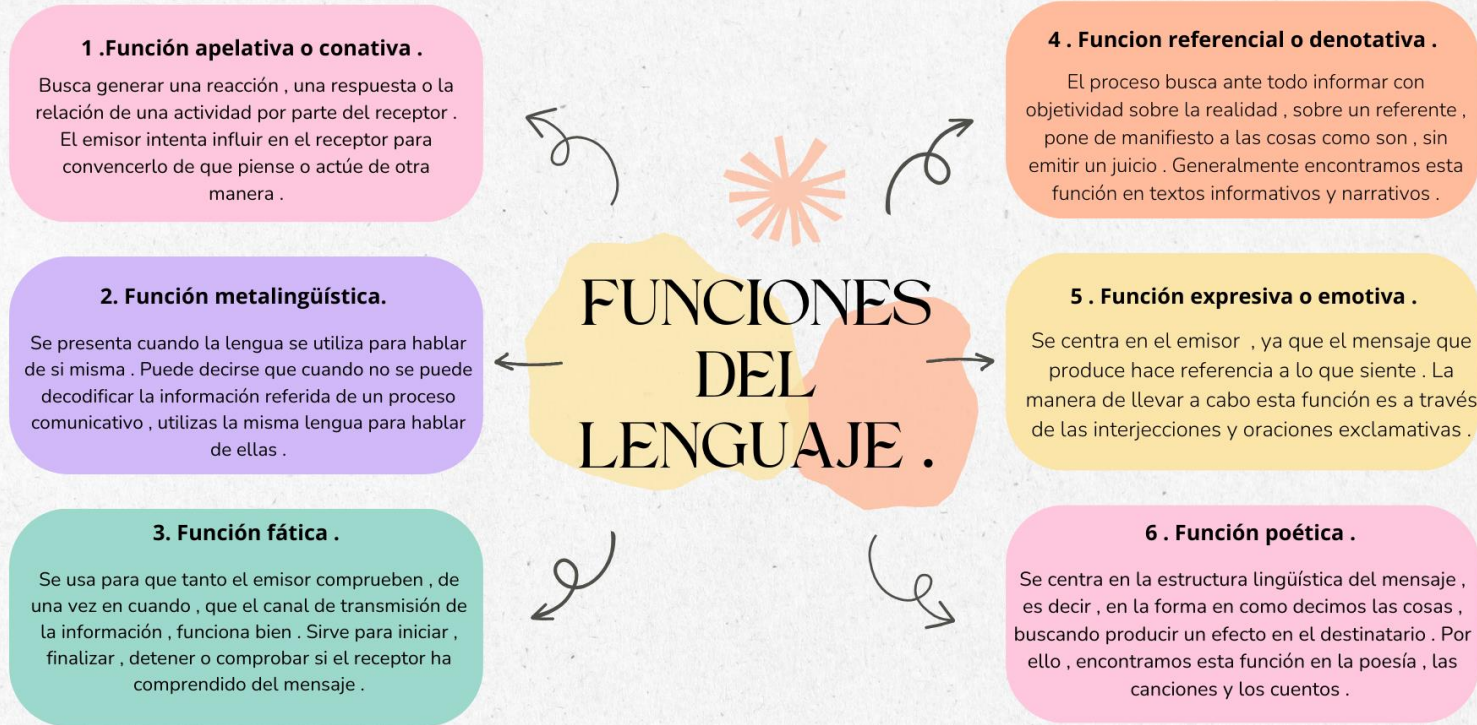 1 .Función apelativa o conativa .
Busca generar una reacción , una respuesta o la
relación de una actividad por parte del receptor .
El emisor intenta influir en el receptor para
convencerlo de que piense o actúe de otra
manera .
2. Función metalingüística.
Se presenta cuando la lengua se utiliza para hablar
de si misma . Puede decirse que cuando no se puede
decodificar la información referida de un proceso
comunicativo , utilizas la misma lengua para hablar
de ellas .
3. Función fática .
Se usa para que tanto el emisor comprueben , de
una vez en cuando , que el canal de transmisión de
la información , funciona bien . Sirve para iniciar ,
finalizar , detener o comprobar si el receptor ha
comprendido del mensaje .
FUNCIONES
DEL
LENGUAJE .
4 . Funcion referencial o denotativa .
El proceso busca ante todo informar con
objetividad sobre la realidad , sobre un referente ,
pone de manifiesto a las cosas como son , sin
emitir un juicio . Generalmente encontramos esta
función en textos informativos y narrativos .
5 . Función expresiva o emotiva .
Se centra en el emisor , ya que el mensaje que
produce hace referencia a lo que siente . La
manera de llevar a cabo esta función es a través
de las interjecciones y oraciones exclamativas .
6 . Función poética .
Se centra en la estructura lingüística del mensaje ,
es decir , en la forma en como decimos las cosas ,
buscando producir un efecto en el destinatario . Por
ello , encontramos esta función en la poesía , las
canciones y los cuentos .